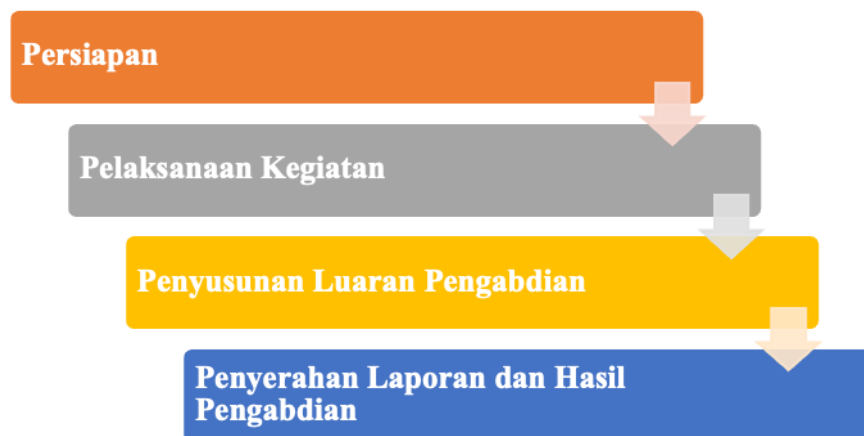 Persiapan
Pelaksanaan Kegiatan
Penyusunan Luaran Pengabdian
Penyerahan Laporan dan Hasil
Pengabdian